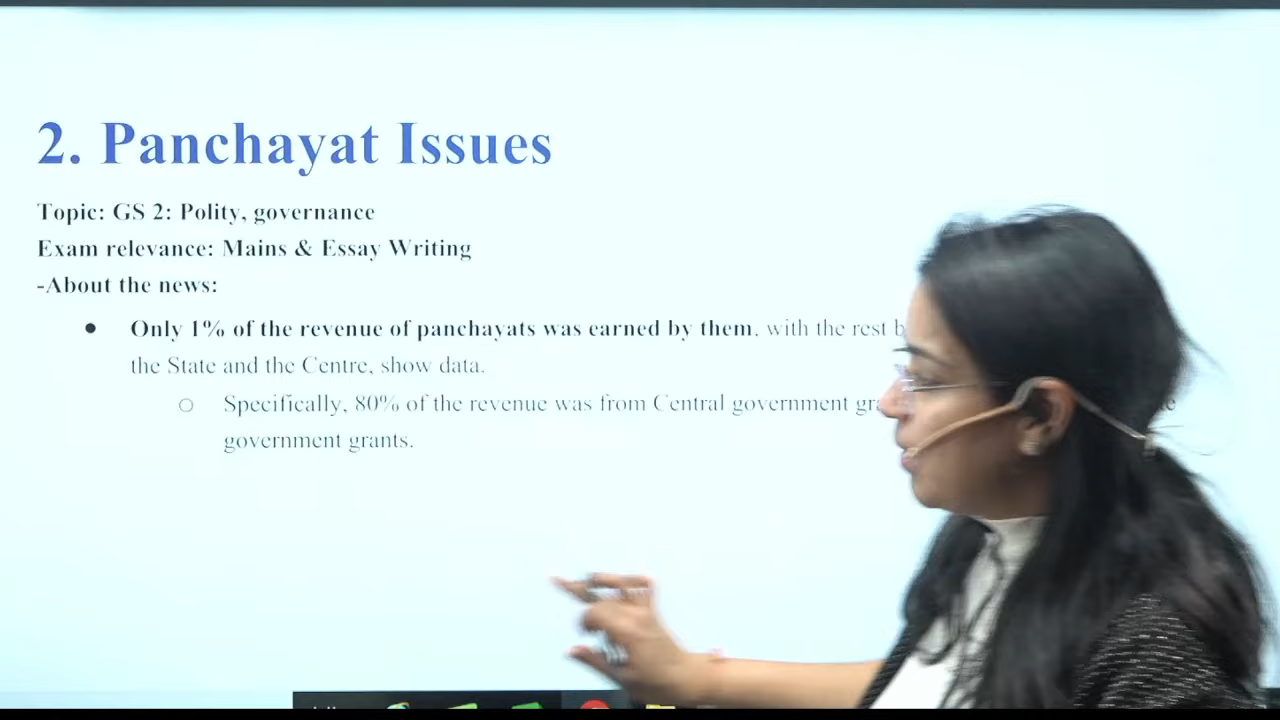 2. Panchayat Issues
Topic: GS 2: Polity, governance
Exam relevance: Mains & Essay Writing
-About the news:
● Only 1% of the revenue of panchayats was earned by them, with the rest
the State and the Centre, show data.
○ Specifically, 80% of the revenue was from Central government
government grants.